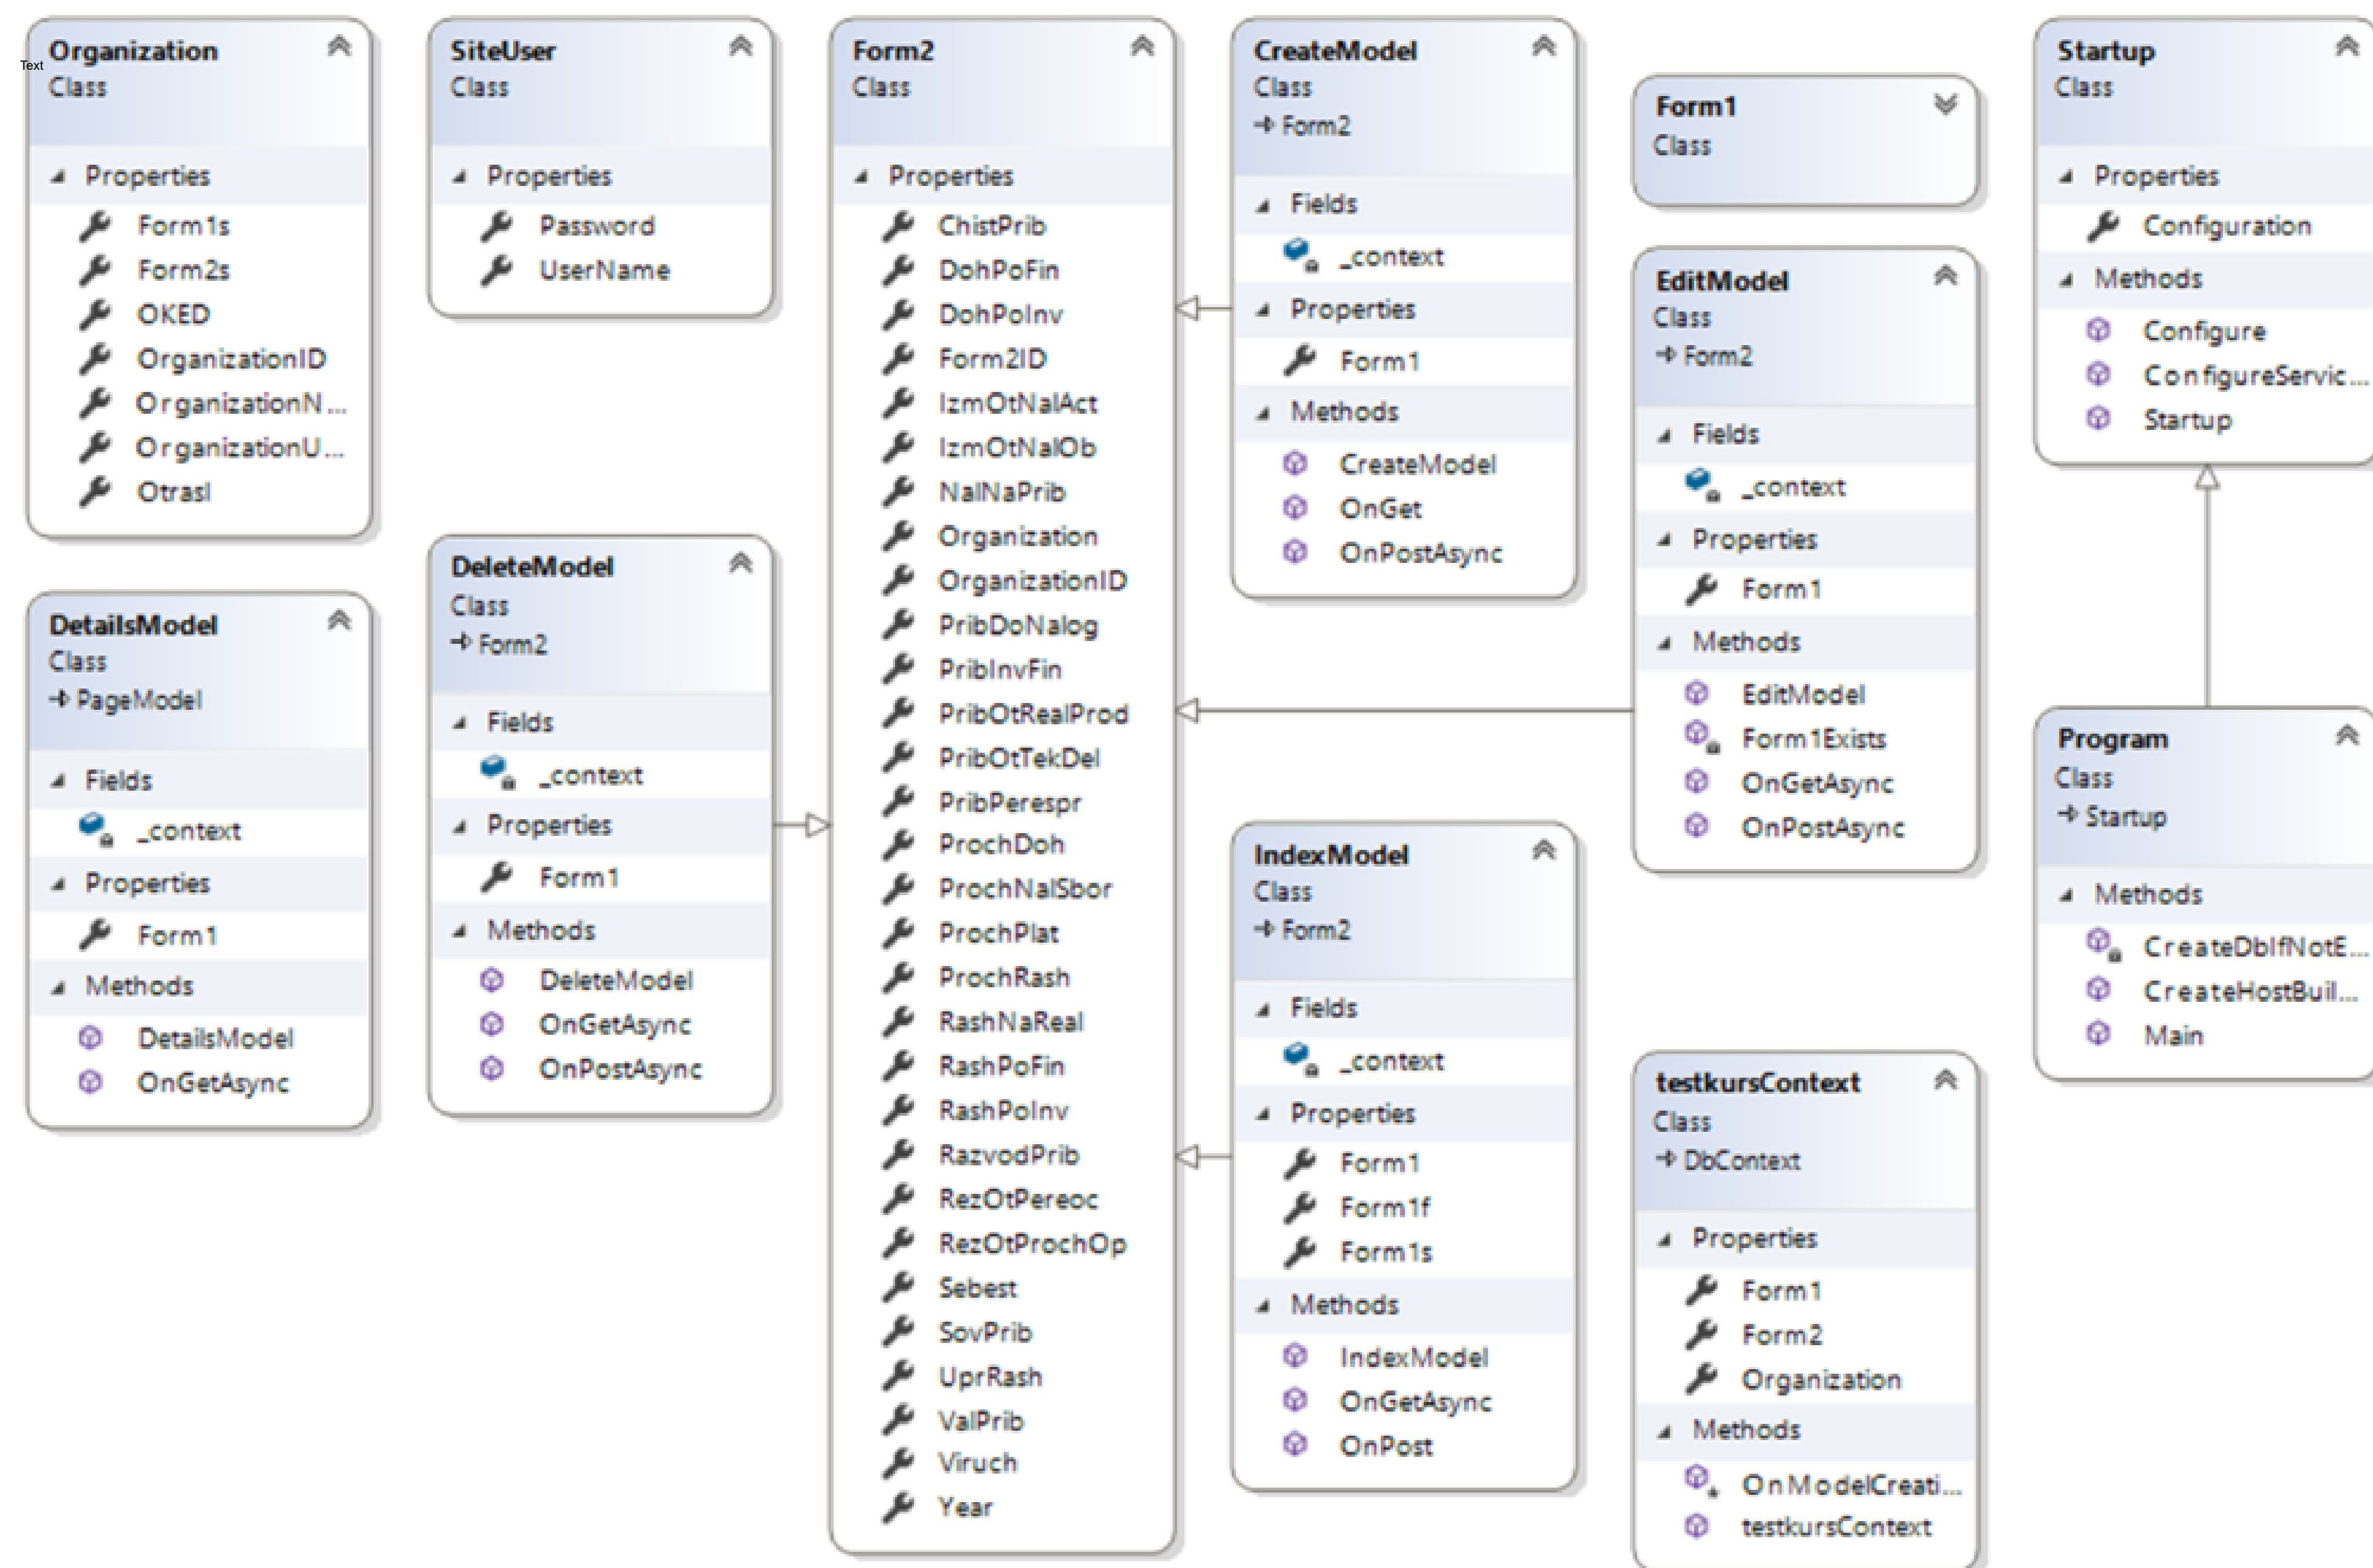 Text
Organization
Class
Properties
Form1s
Form2s
OKED
OrganizationID
OrganizationN...
OrganizationU...
Otrasl
DetailsModel
Class
PageModel
Fields
_context
Properties
Form1
Methods
DetailsModel
OnGetAsync
SiteUser
Class
Properties
Password
UserName
DeleteModel
Class
Form2
Fields
_context
Properties
Form1
Methods
DeleteModel
OnGetAsync
OnPostAsync
Form2
Class
Properties
ChistPrib
DohPoFin
DohPoInv
Form2ID
IzmOtNalAct
IzmOtNalOb
NalNaPrib
Organization
OrganizationID
PribDoNalog
PribInvFin
PribOtRealProd
PribOtTekDel
PribPerespr
ProchDoh
ProchNalSbor
ProchPlat
ProchRash
RashNaReal
RashPoFin
RashPoInv
RazvodPrib
RezOtPereoc
RezOtProchOp
Sebest
SovPrib
UprRash
ValPrib
Viruch
Year
CreateModel
Class
Form2
Fields
_context
Properties
Form1
Methods
CreateModel
OnGet
OnPostAsync
IndexModel
Class
Form2
Fields
_context
Properties
Form1
Form1f
Form1s
Methods
IndexModel
OnGetAsync
OnPost
Form1
Class
EditModel
Class
Form2
Fields
_context
Properties
Form1
Methods
EditModel
Form1Exists
OnGetAsync
OnPostAsync
testkursContext
Class
DbContext
Properties
Form1
Form2
Organization
Methods
OnModelCreati...
testkursContext
Startup
Class
Properties
Configuration
Methods
Configure
ConfigureServic...
Startup
Program
Class
Startup
Methods
CreateDbIfNotE...
CreateHostBuil...
Main